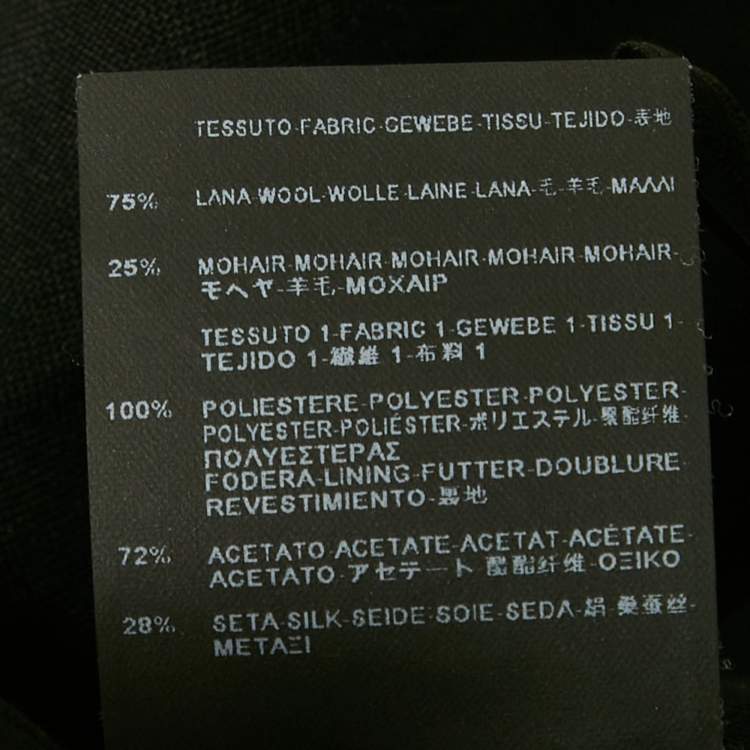 TESSUTO-FABRIC-GEWEBE-TISSU-TEJIDO-表地
75% LANA-WOOL-WOLLE-LAINE-LANA-毛-羊毛-ΜΑΛΛΙ
25% MOHAIR-MOHAIR-MOHAIR-MOHAIR-MOHAIR-
モヘヤ-羊毛-ΜΟΧΑΙΡ
TESSUTO 1-FABRIC 1-GEWEBE 1-TISSU 1-
TEJIDO 1-繊維 1-布料 1
100% POLIESTERE-POLYESTER-POLYESTER-
POLYESTER-POLIÉSTER-ポリエステル-聚酯纤维-
ΠΟΛΥΕΣΤΕΡΑΣ
FODERA-LINING-FUTTER-DOUBLURE-
REVESTIMIENTO-裏地
72% ACETATO-ACETATE-ACETAT-ACÉTATE-
ACETATO-アセテート 醋酯纤维-ΟΞΙΚΟ
28% SETA-SILK-SEIDE-SOIE-SEDA-絹-桑蚕丝-
ΜΕΤΑΞΙ